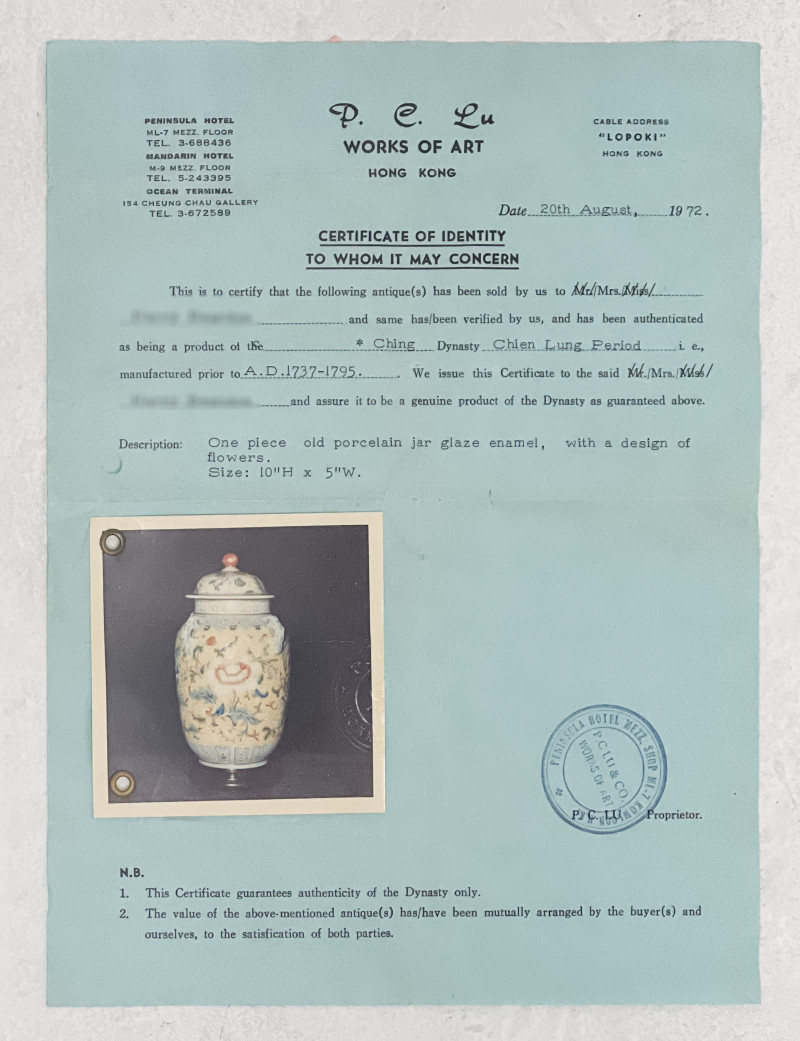 PENINSULA HOTEL
ML-7 MEZZ. FLOOR
TEL. 3-688436
MANDARIN HOTEL
M-9 MEZZ. FLOOR
TEL. 5-243395
OCEAN TERMINAL
154 CHEUNG CHAU GALLERY
TEL. 3-672589
P. C. Lu
WORKS OF ART
HONG KONG
CABLE ADDRESS
"LOPOKI"
HONG KONG
Date 20th August, 1972.
CERTIFICATE OF IDENTITY
TO WHOM IT MAY CONCERN
This is to certify that the following antique(s) has been sold by us to Mr./Mrs./Miss/
and same has/been verified by us, and has been authenticated
as being a product of the * Ching Dynasty Chien Lung Period i. e.,
manufactured prior to A.D.1737-1795. We issue this Certificate to the said Mr./Mrs./Miss/
and assure it to be a genuine product of the Dynasty as guaranteed above.
Description: One piece old porcelain jar glaze enamel, with a design of
flowers.
Size: 10"H x 5"W.
PENINSULA HOTEL MEZZ. SHOP ML-7 KOWLOON H.K.
P.C. LU & CO.
WORKS OF ART
P. C. LU Proprietor.
N.B.
1. This Certificate guarantees authenticity of the Dynasty only.
2. The value of the above-mentioned antique(s) has/have been mutually arranged by the buyer(s) and
ourselves, to the satisfication of both parties.